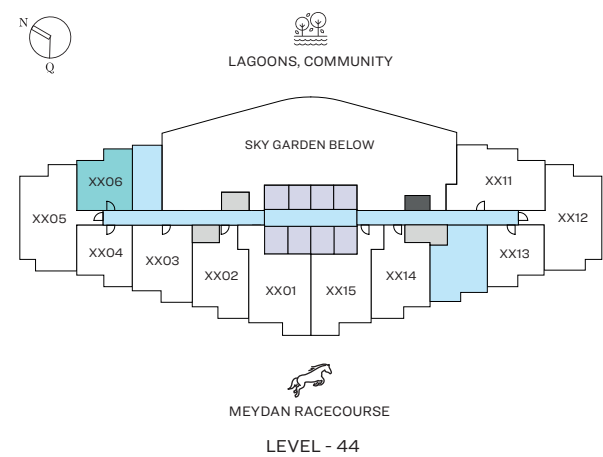 N
Q
LAGOONS, COMMUNITY
SKY GARDEN BELOW
XX06
XX11
XX05
XX12
XX04
XX03
XX02
XX01
XX15
XX14
XX13
MEYDAN RACECOURSE
LEVEL - 44